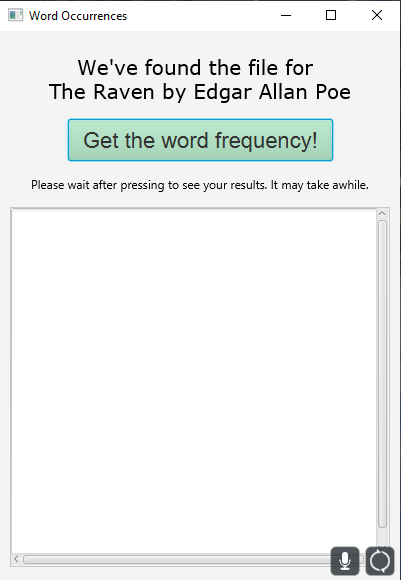 Word Occurrences
We've found the file for
The Raven by Edgar Allan Poe
Get the word frequency!
Please wait after pressing to see your results. It may take awhile.